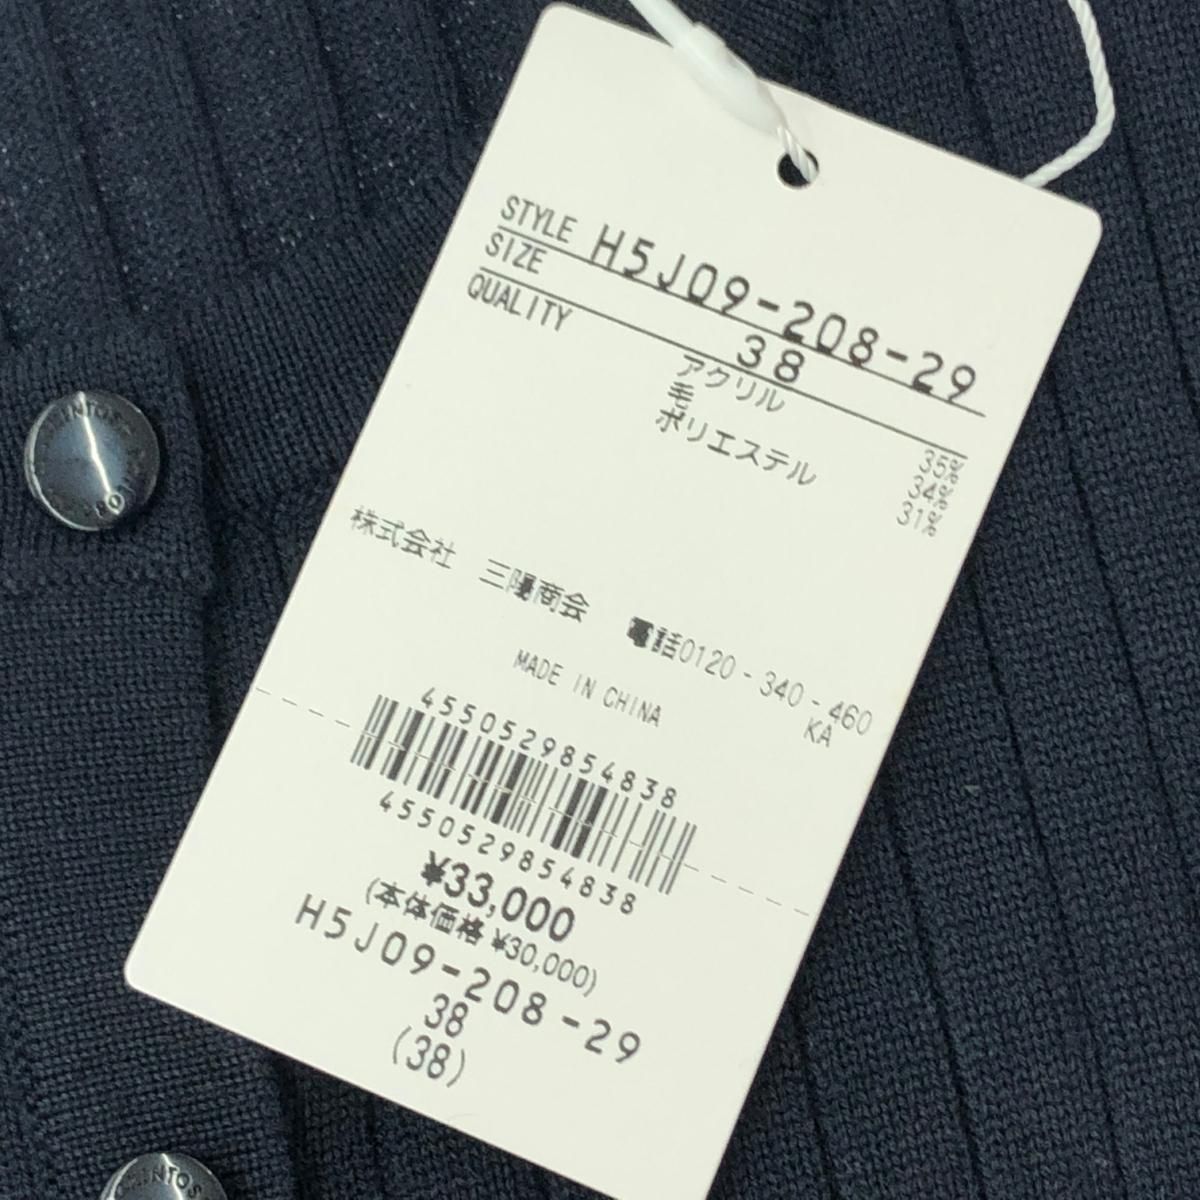 STYLE H5J09-208-29
SIZE 38
QUALITY
アクリル 35%
毛 34%
ポリエステル 31%
株式会社 三陽商会 電話0120-340-460
KA
MADE IN CHINA
4550529854838
4550529854838
¥33,000
(本体価格 ¥30,000)
H5J09-208-29
38
(38)